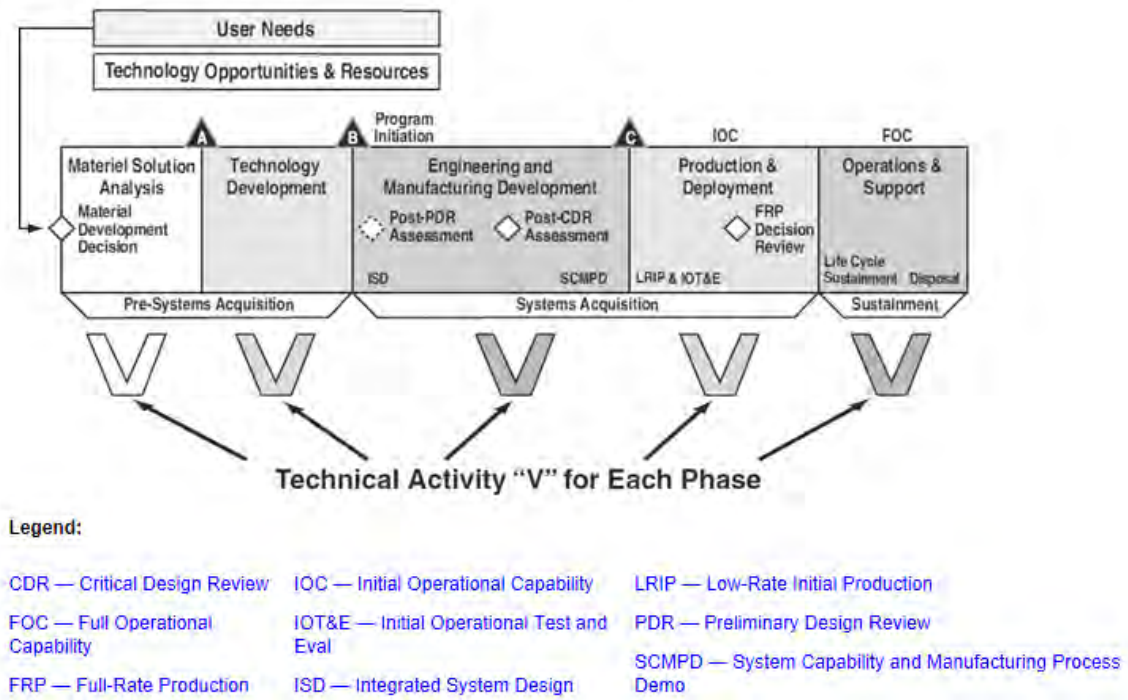 User Needs
Technology Opportunities & Resources
A
B
Program
Initiation
C
IOC
FOC
Materiel Solution
Analysis
Material
Development
Decision
Technology
Development
Engineering and
Manufacturing Development
Post-PDR
Assessment
Post-CDR
Assessment
ISD
SCMPD
Production &
Deployment
FRP
Decision
Review
LRIP & IOT&E
Operations &
Support
Life Cycle
Sustainment
Disposal
Pre-Systems Acquisition
Systems Acquisition
Sustainment
Technical Activity “V” for Each Phase
Legend:
CDR — Critical Design Review
FOC — Full Operational
Capability
FRP — Full-Rate Production
IOC — Initial Operational Capability
IOT&E — Initial Operational Test and
Eval
ISD — Integrated System Design
LRIP — Low-Rate Initial Production
PDR — Preliminary Design Review
SCMPD — System Capability and Manufacturing Process
Demo